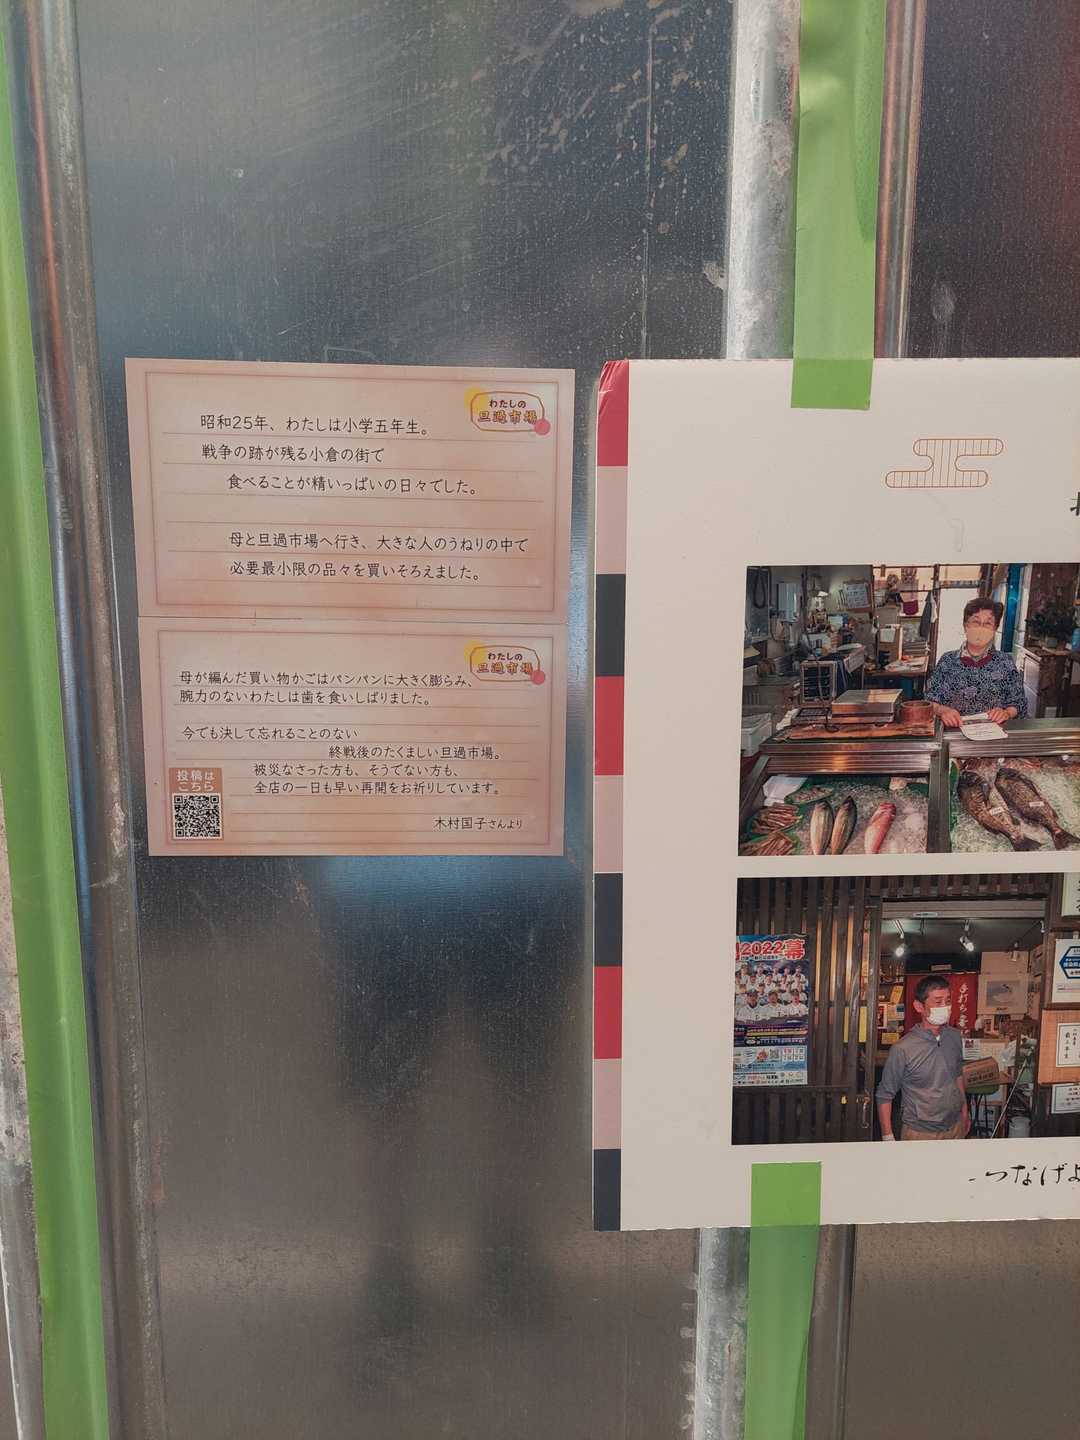 わたしの
旦過市場
昭和25年、わたしは小学五年生。
戦争の跡が残る小倉の街で
食べることが精いっぱいの日々でした。
母と旦過市場へ行き、大きな人のうねりの中で
必要最小限の品々を買いそろえました。
わたしの
旦過市場
母が編んだ買い物かごはパンパンに大きく膨らみ、
腕力のないわたしは歯を食いしばりました。
今でも決して忘れることのない
終戦後のたくましい旦過市場。
被災なさった方も、そうでない方も、
全店の一日も早い再開をお祈りしています。
投稿は
こちら
木村国子さんより
2022幕
手打ち
-つなげよ